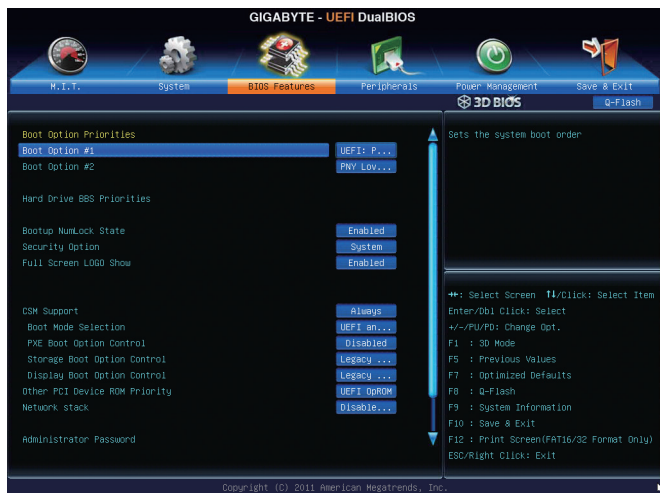 GIGABYTE - UEFI DualBIOS
M.I.T. System BIOS Features Peripherals Power Management Save & Exit
3D BIOS Q-Flash
Boot Option Priorities
Boot Option #1 UEFI: P...
Boot Option #2 PNY Lov...
Hard Drive BBS Priorities
Bootup NumLock State Enabled
Security Option System
Full Screen LOGO Show Enabled
CSM Support Always
Boot Mode Selection UEFI an...
PXE Boot Option Control Disabled
Storage Boot Option Control Legacy ...
Display Boot Option Control Legacy ...
Other PCI Device ROM Priority UEFI OpROM
Network stack Disable...
Administrator Password
Sets the system boot order
→←: Select Screen ↑↓/Click: Select Item
Enter/Dbl Click: Select
+/-/PU/PD: Change Opt.
F1 : 3D Mode
F5 : Previous Values
F7 : Optimized Defaults
F8 : Q-Flash
F9 : System Information
F10 : Save & Exit
F12 : Print Screen(FAT16/32 Format Only)
ESC/Right Click: Exit
Copyright (C) 2011 American Megatrends, Inc.